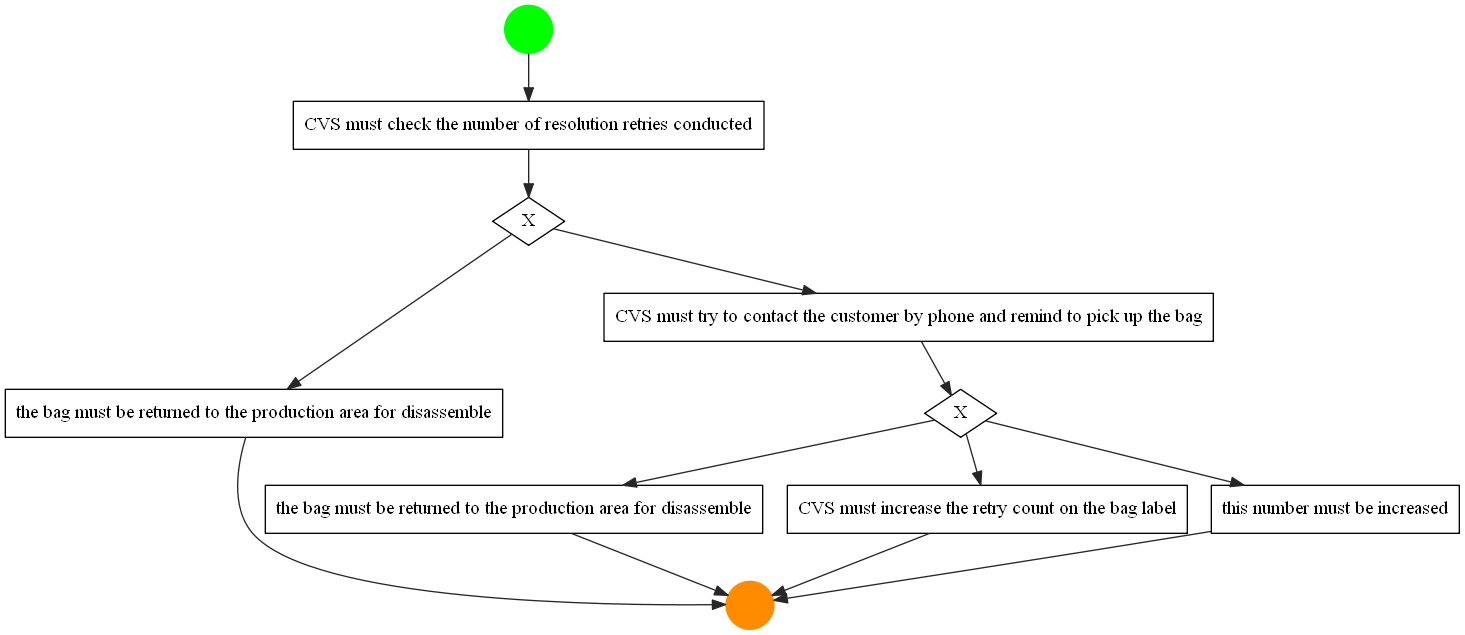 CVS must check the number of resolution retries conducted
X
CVS must try to contact the customer by phone and remind to pick up the bag
the bag must be returned to the production area for disassemble
X
the bag must be returned to the production area for disassemble
CVS must increase the retry count on the bag label
this number must be increased